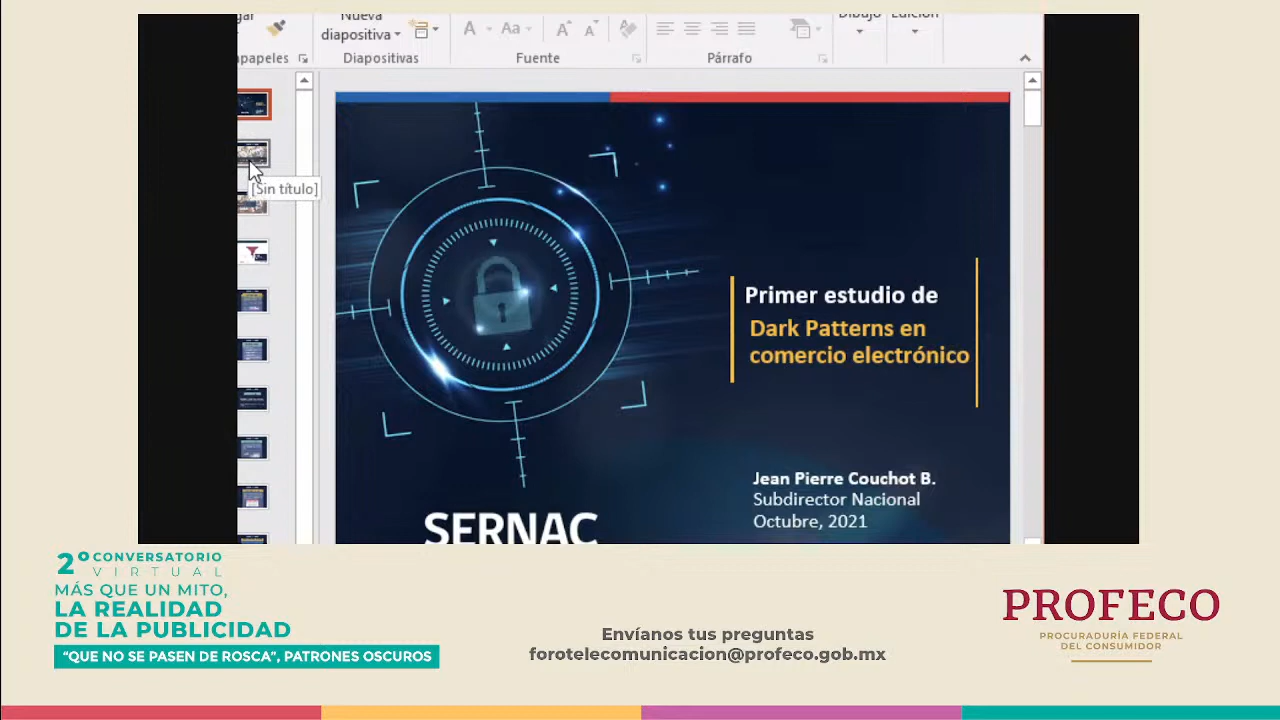 Nueva
diapositiva
Aa
A
Dibujo
Edición
Diapositivas
Fuente
Párrafo
[Sin título]
Primer estudio de
Dark Patterns en
comercio electrónico
Jean Pierre Couchot B.
Subdirector Nacional
Octubre, 2021
SERNAC
2º CONVERSATORIO
VIRTUAL
MÁS QUE UN MITO,
LA REALIDAD
DE LA PUBLICIDAD
“QUE NO SE PASEN DE ROSCA”, PATRONES OSCUROS
Envíanos tus preguntas
forotelecomunicacion@profeco.gob.mx
PROFECO
PROCURADURÍA FEDERAL
DEL CONSUMIDOR